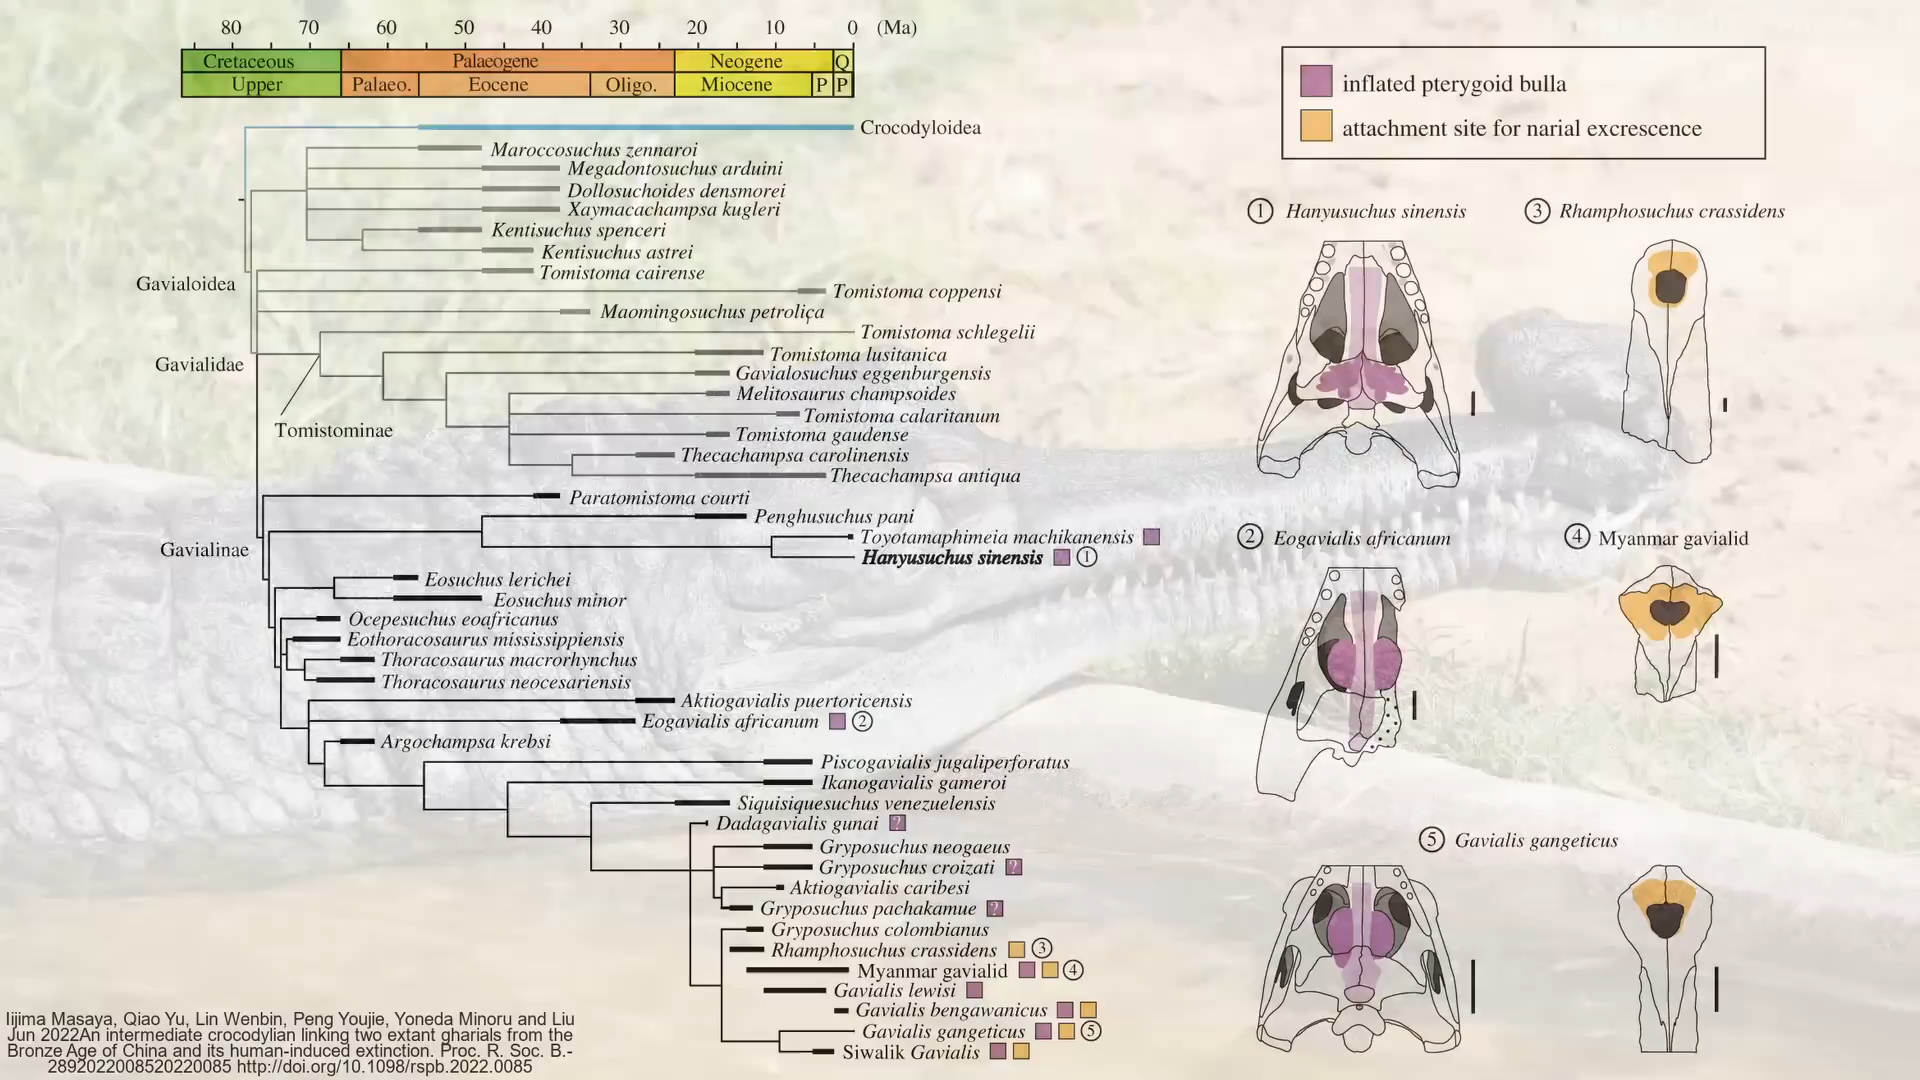 80 70 60 50 40 30 20 10 0 (Ma)
Cretaceous Palaeogene Neogene Q
Upper Palaeo. Eocene Oligo. Miocene P P
Crocodyloidea
Maroccosuchus zennaroi
Megadontosuchus arduini
Dollosuchoides densmorei
Xaymacachampsa kugleri
Kentisuchus spenceri
Kentisuchus astrei
Tomistoma cairense
Gavialoidea
Tomistoma coppensi
Maomingosuchus petrolica
Tomistoma schlegelii
Tomistoma lusitanica
Gavialidae
Gavialosuchus eggenburgensis
Melitosaurus champsoides
Tomistoma calaritanum
Tomistominae
Tomistoma gaudense
Thecachampsa carolinensis
Thecachampsa antiqua
Paratomistoma courti
Penghusuchus pani
Toyotamaphimeia machikanensis
Gavialinae
Hanyusuchus sinensis 1
Eosuchus lerichei
Eosuchus minor
Ocepesuchus eoafricanus
Eothoracosaurus mississippiensis
Thoracosaurus macrorhynchus
Thoracosaurus neocesariensis
Aktiogavialis puertoricensis
Eogavialis africanum 2
Argochampsa krebsi
Piscogavialis jugaliperforatus
Ikanogavialis gameroi
Siquisiquesuchus venezuelensis
Dadagavialis gunai ?
Gryposuchus neogaeus
Gryposuchus croizati ?
Aktiogavialis caribesi
Gryposuchus pachakamue ?
Gryposuchus colombianus
Rhamphosuchus crassidens 3
Myanmar gavialid 4
Gavialis lewisi
Gavialis bengawanicus
Gavialis gangeticus 5
Siwalik Gavialis
inflated pterygoid bulla
attachment site for narial excrescence
1 Hanyusuchus sinensis
3 Rhamphosuchus crassidens
2 Eogavialis africanum
4 Myanmar gavialid
5 Gavialis gangeticus
Iijima Masaya, Qiao Yu, Lin Wenbin, Peng Youjie, Yoneda Minoru and Liu
Jun 2022An intermediate crocodylian linking two extant gharials from the
Bronze Age of China and its human-induced extinction. Proc. R. Soc. B.-
2892022008520220085 http://doi.org/10.1098/rspb.2022.0085